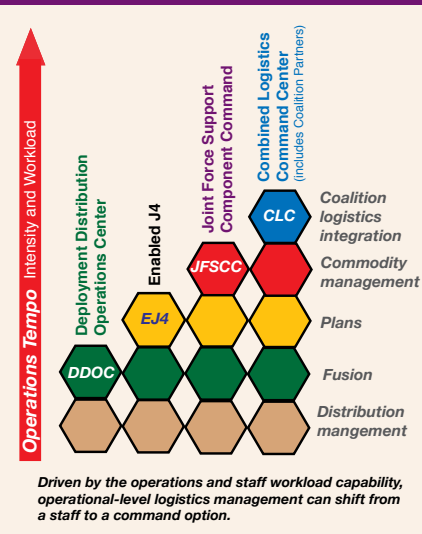 Operations Tempo Intensity and Workload
Deployment Distribution
Operations Center
Enabled J4
Joint Force Support
Component Command
Combined Logistics
Command Center
(includes Coalition Partners)
CLC
Coalition
logistics
integration
JFSCC
Commodity
management
EJ4
Plans
DDOC
Fusion
Distribution
mangement
Driven by the operations and staff workload capability,
operational-level logistics management can shift from
a staff to a command option.